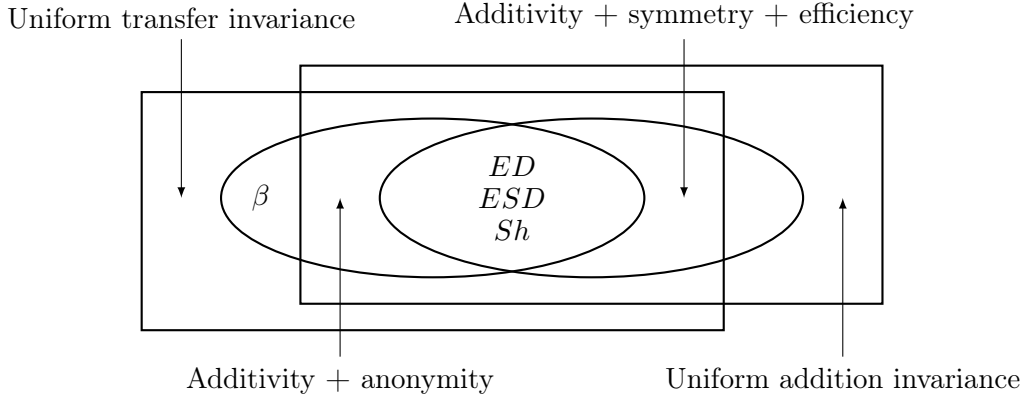 Uniform transfer invariance
Additivity + symmetry + efficiency
β
ED
ESD
Sh
Additivity + anonymity
Uniform addition invariance